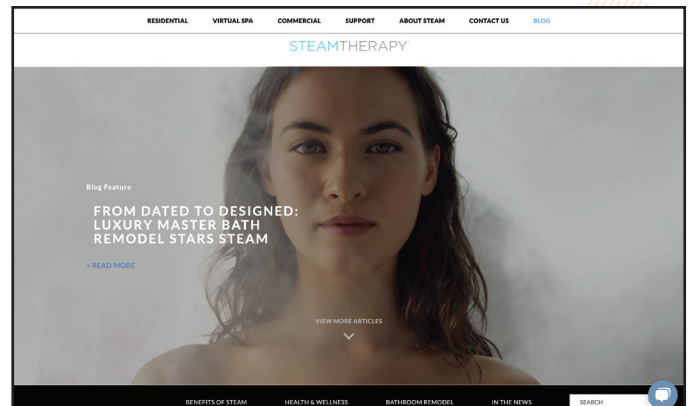 RESIDENTIAL VIRTUAL SPA COMMERCIAL SUPPORT ABOUT STEAM CONTACT US BLOG
STEAMTHERAPY
Blog Feature
FROM DATED TO DESIGNED:
LUXURY MASTER BATH
REMODEL STARS STEAM
> READ MORE
VIEW MORE ARTICLES
BENEFITS OF STEAM HEALTH & WELLNESS BATHROOM REMODEL IN THE NEWS SEARCH